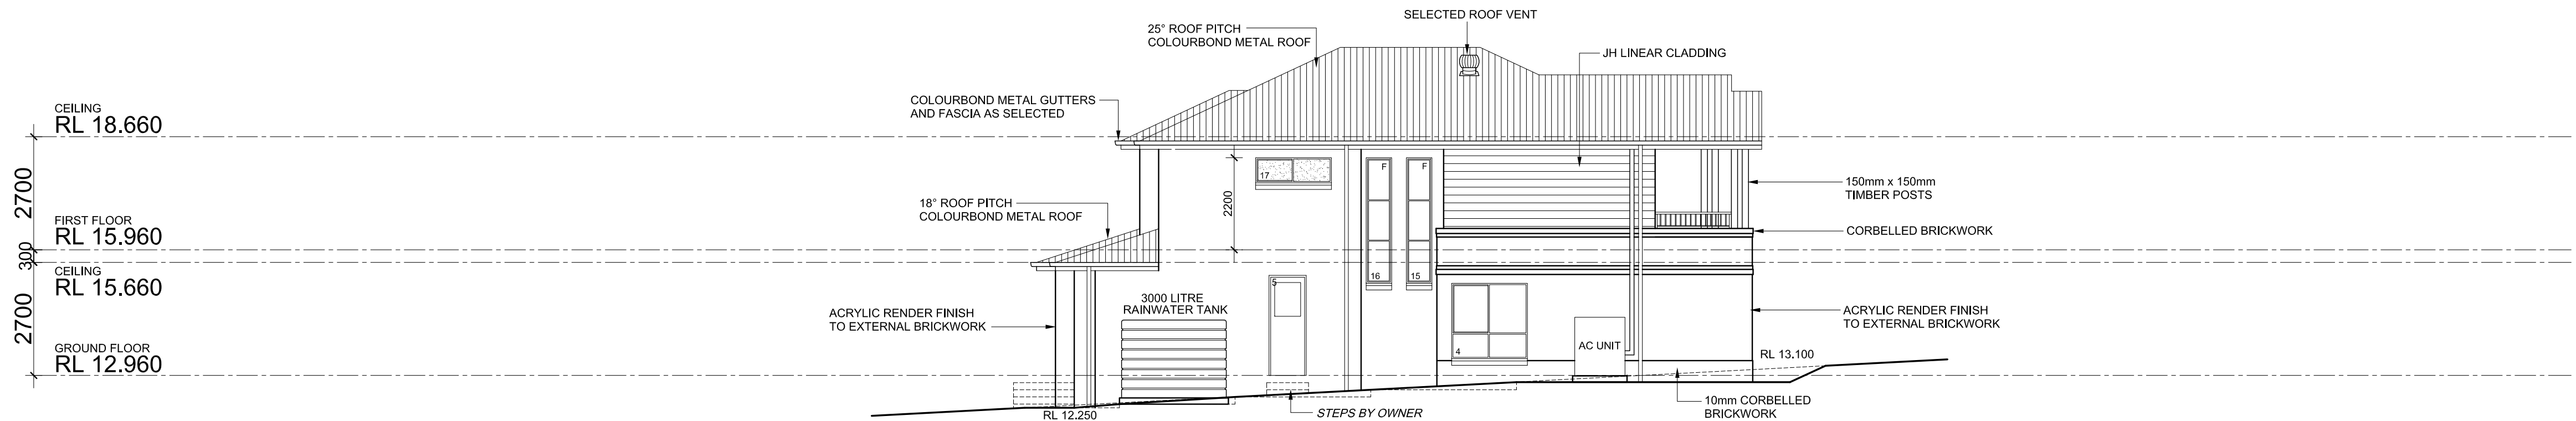 SELECTED ROOF VENT
25° ROOF PITCH
COLOURBOND METAL ROOF
JH LINEAR CLADDING
COLOURBOND METAL GUTTERS
AND FASCIA AS SELECTED
CEILING
RL 18.660
2700
FIRST FLOOR
RL 15.960
300
CEILING
RL 15.660
2700
GROUND FLOOR
RL 12.960
18° ROOF PITCH
COLOURBOND METAL ROOF
17
2200
F
F
16
15
150mm x 150mm
TIMBER POSTS
CORBELLED BRICKWORK
ACRYLIC RENDER FINISH
TO EXTERNAL BRICKWORK
3000 LITRE
RAINWATER TANK
5
4
AC UNIT
ACRYLIC RENDER FINISH
TO EXTERNAL BRICKWORK
RL 13.100
RL 12.250
STEPS BY OWNER
10mm CORBELLED
BRICKWORK